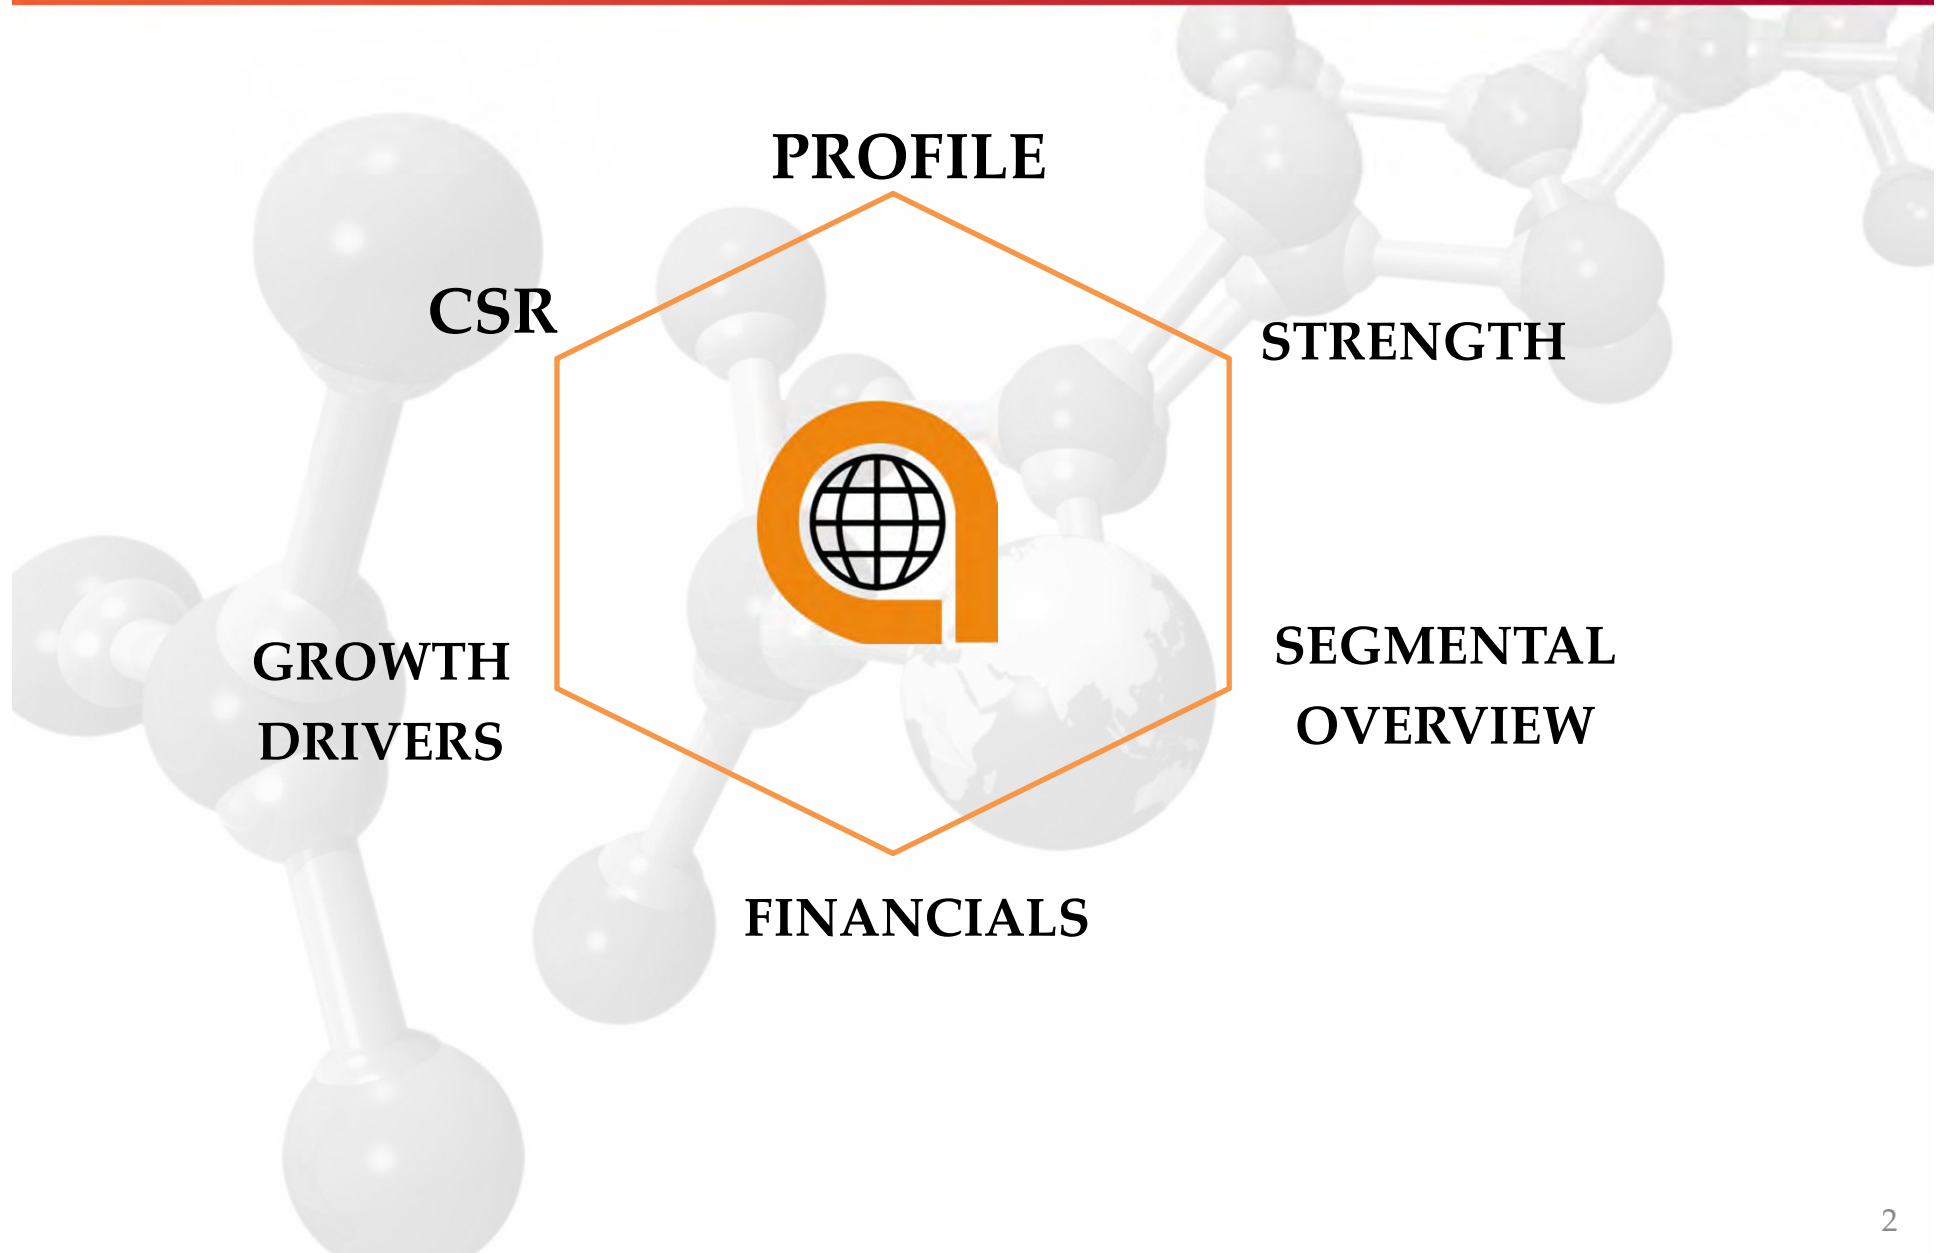 PROFILE
CSR
STRENGTH
GROWTH
DRIVERS
SEGMENTAL
OVERVIEW
FINANCIALS
2